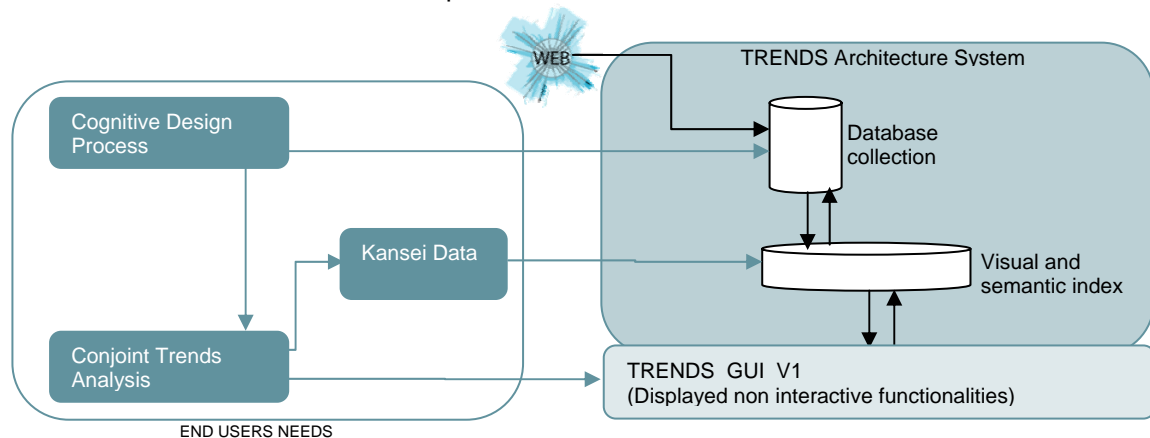 WEB
TRENDS Architecture System
Cognitive Design
Process
Database
collection
Kansei Data
Visual and
semantic index
Conjoint Trends
Analysis
TRENDS GUI V1
(Displayed non interactive functionalities)
END USERS NEEDS